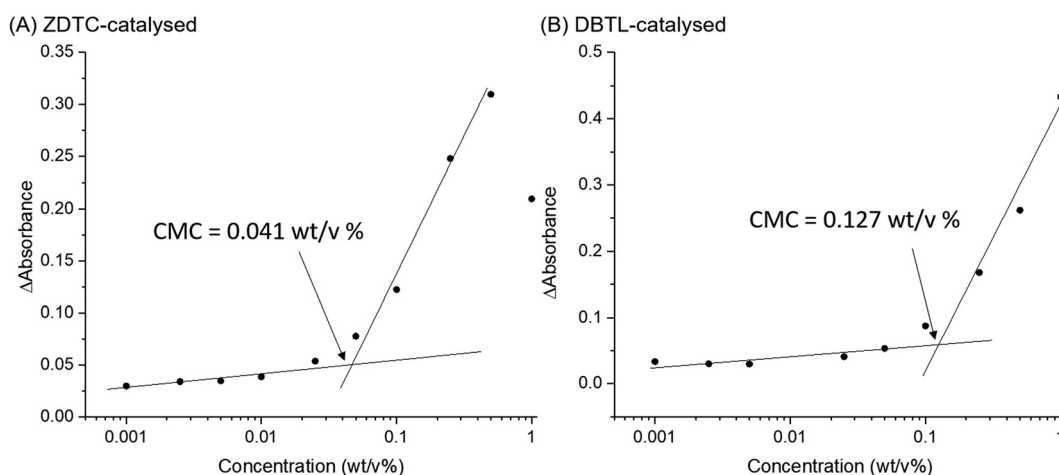 (A) ZDTC-catalysed
0.35
0.30
0.25
0.20
0.15
0.10
0.05
0.00
ΔAbsorbance
CMC = 0.041 wt/v %
0.001
0.01
0.1
1
Concentration (wt/v%)
(B) DBTL-catalysed
0.5
0.4
0.3
0.2
0.1
0.0
ΔAbsorbance
CMC = 0.127 wt/v %
0.001
0.01
0.1
1
Concentration (wt/v%)